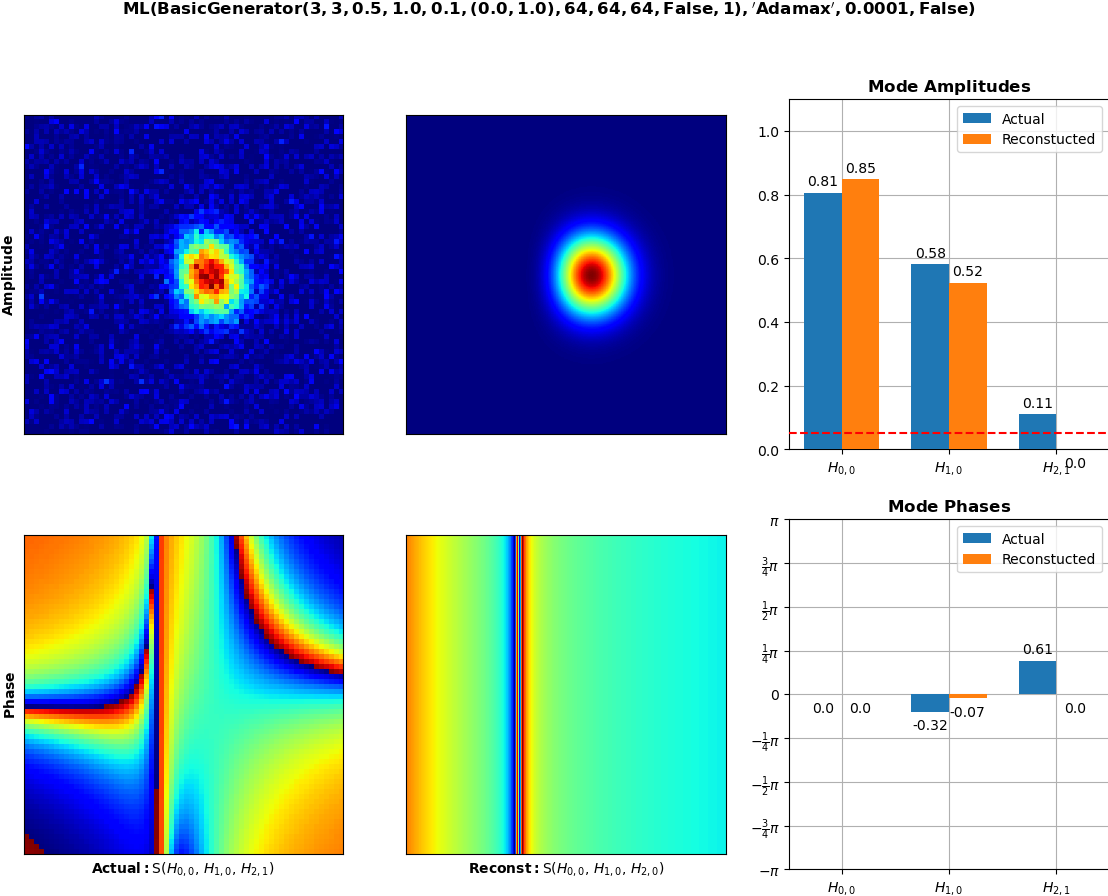 ML(BasicGenerator(3, 3, 0.5, 1.0, 0.1, (0.0, 1.0), 64, 64, 64, False, 1), ′Adamax′, 0.0001, False)
Amplitude
Mode Amplitudes
Actual
Reconstucted
1.0
0.8
0.6
0.4
0.2
0.0
0.81
0.85
0.58
0.52
0.11
0.0
H0,0
H1,0
H2,1
Phase
Actual: S(H0,0, H1,0, H2,1)
Reconst: S(H0,0, H1,0, H2,0)
Mode Phases
Actual
Reconstucted
π
3/4π
1/2π
1/4π
0
−1/4π
−1/2π
−3/4π
−π
0.0
0.0
-0.32
-0.07
0.61
0.0
H0,0
H1,0
H2,1